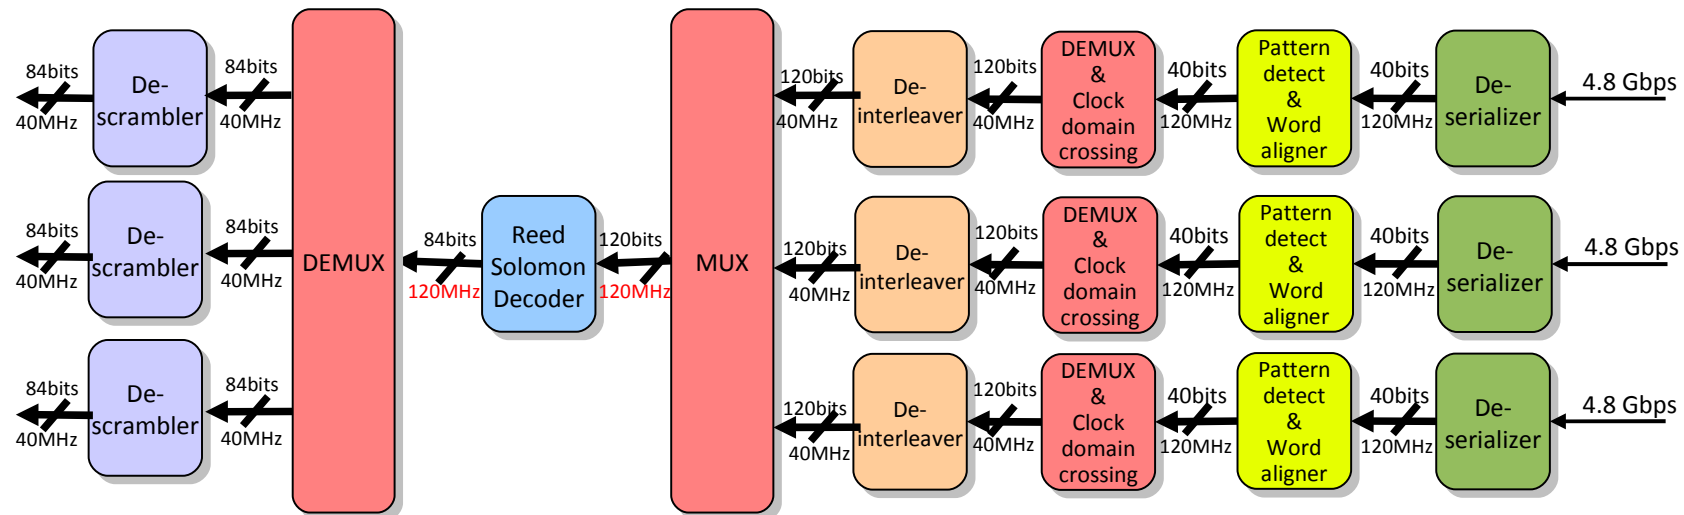 84bits
40MHz
De-
scrambler
84bits
40MHz
120bits
40MHz
De-
interleaver
120bits
40MHz
DEMUX
&
Clock
domain
crossing
40bits
120MHz
Pattern
detect
&
Word
aligner
40bits
120MHz
De-
serializer
4.8 Gbps
84bits
40MHz
De-
scrambler
84bits
40MHz
DEMUX
84bits
120MHz
Reed
Solomon
Decoder
120bits
120MHz
MUX
120bits
40MHz
De-
interleaver
120bits
40MHz
DEMUX
&
Clock
domain
crossing
40bits
120MHz
Pattern
detect
&
Word
aligner
40bits
120MHz
De-
serializer
4.8 Gbps
84bits
40MHz
De-
scrambler
84bits
40MHz
120bits
40MHz
De-
interleaver
120bits
40MHz
DEMUX
&
Clock
domain
crossing
40bits
120MHz
Pattern
detect
&
Word
aligner
40bits
120MHz
De-
serializer
4.8 Gbps